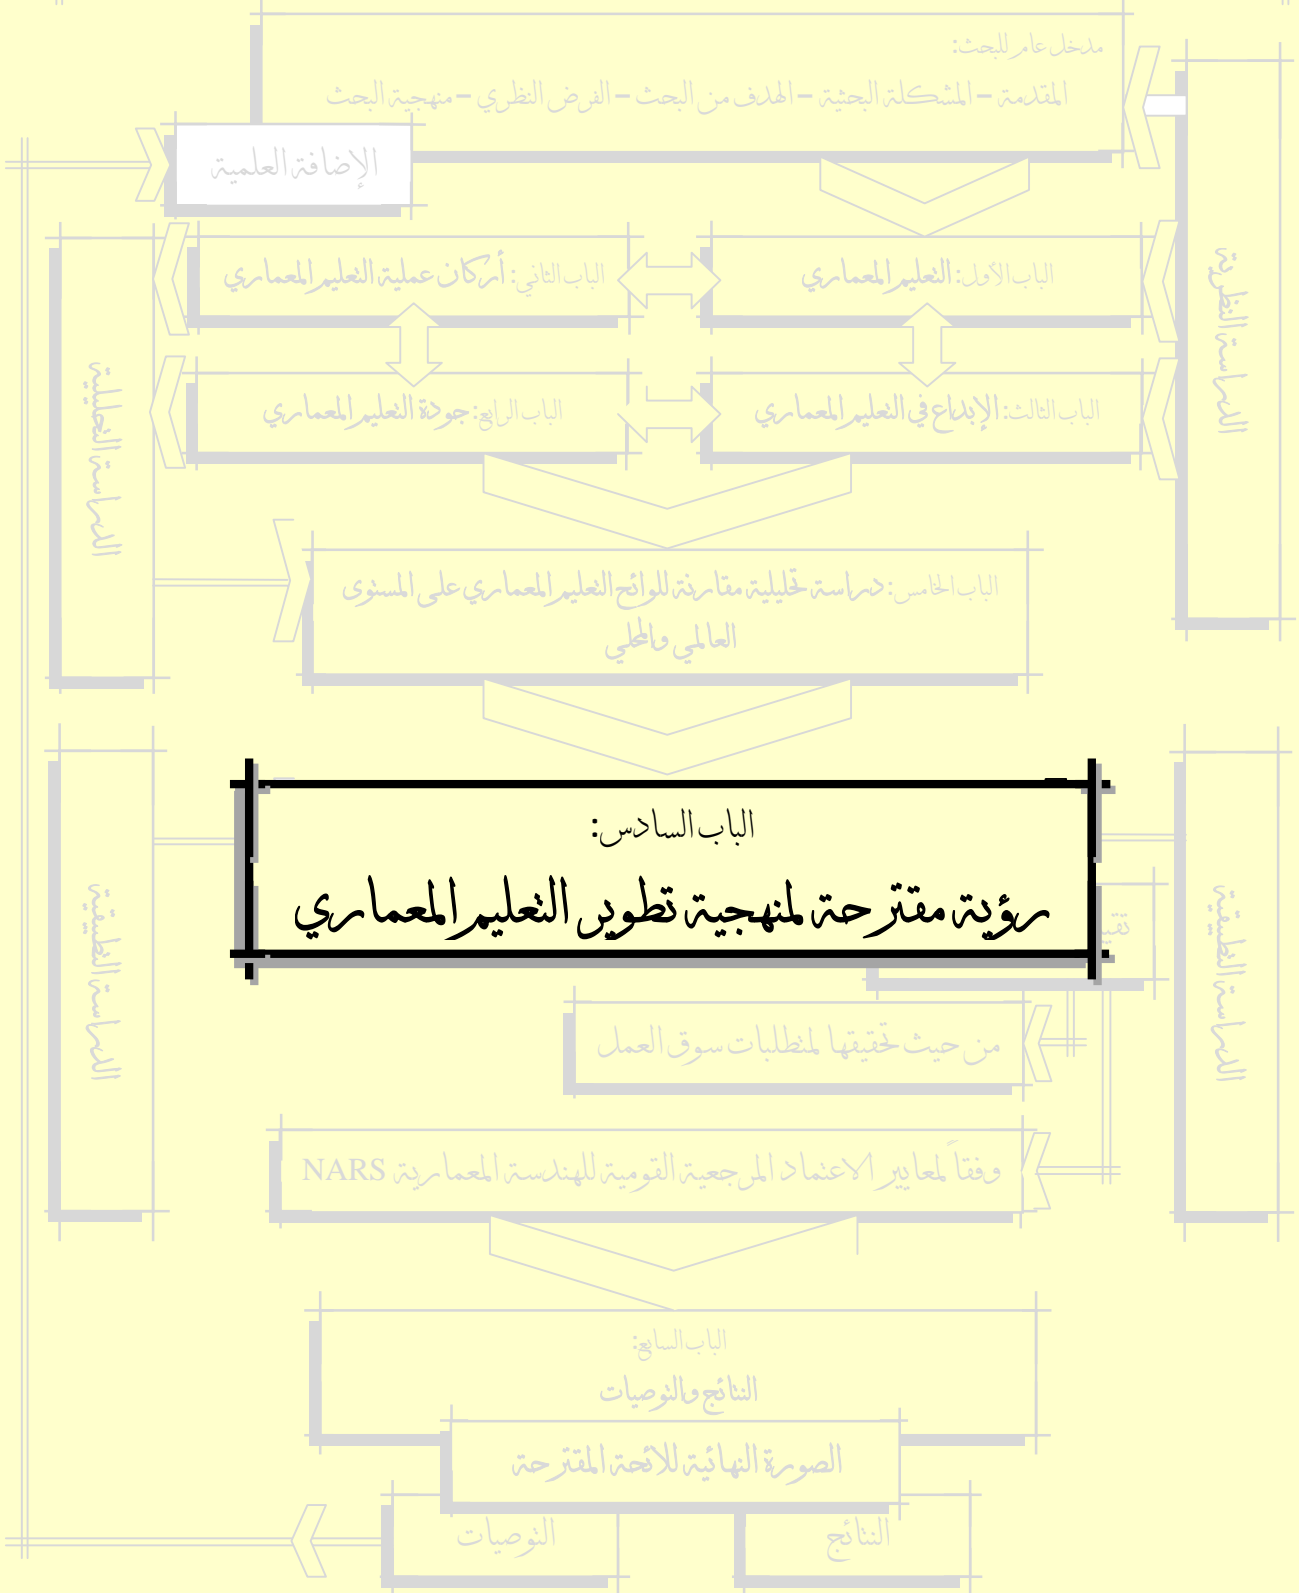 مدخل عام للبحث:
المقدمة – المشكلة البحثية – الهدف من البحث – الفرض النظري – منهجية البحث
الإضافة العلمية
الدراسة النظرية
الباب الأول: التعليم المعماري
الباب الثاني: أركان عملية التعليم المعماري
الباب الثالث: الإبداع في التعليم المعماري
الباب الرابع: جودة التعليم المعماري
الدراسة التحليلية
الباب الخامس: دراسة تحليلية مقارنة للوائح التعليم المعماري على المستوى
العالمي والمحلي
الباب السادس:
رؤية مقترحة لمنهجية تطوير التعليم المعماري
الدراسة التطبيقية
الدراسة التطبيقية
من حيث تحقيقها لمتطلبات سوق العمل
وفقاً لمعايير الاعتماد المرجعية القومية للهندسة المعمارية NARS
الباب السابع:
النتائج والتوصيات
الصورة النهائية للائحة المقترحة
النتائج
التوصيات